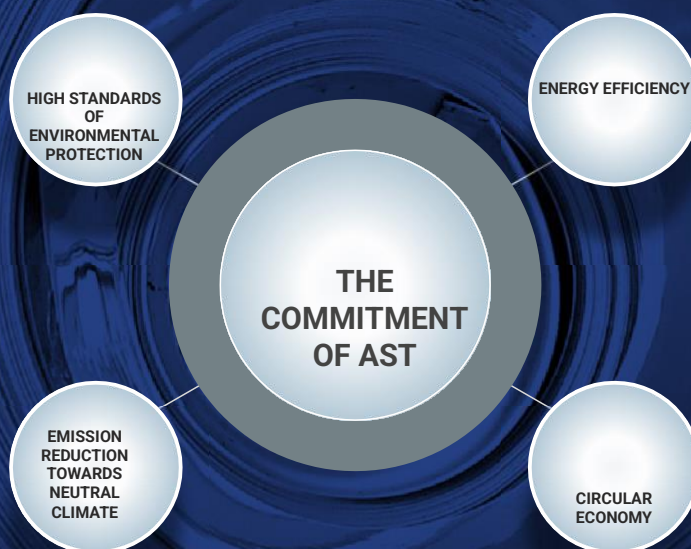 HIGH STANDARDS
OF
ENVIRONMENTAL
PROTECTION
ENERGY EFFICIENCY
THE
COMMITMENT
OF AST
EMISSION
REDUCTION
TOWARDS
NEUTRAL
CLIMATE
CIRCULAR
ECONOMY